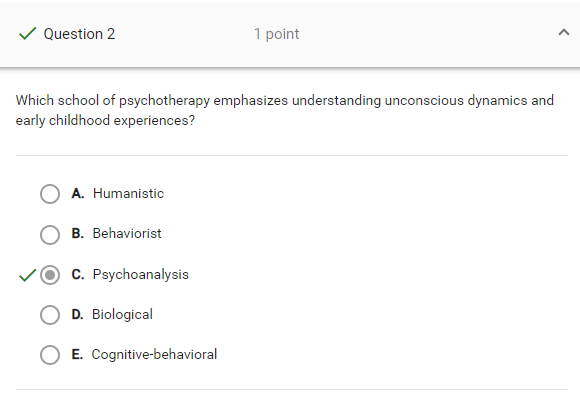 Question 2
1 point
Which school of psychotherapy emphasizes understanding unconscious dynamics and
early childhood experiences?
A. Humanistic
B. Behaviorist
C. Psychoanalysis
D. Biological
E. Cognitive-behavioral